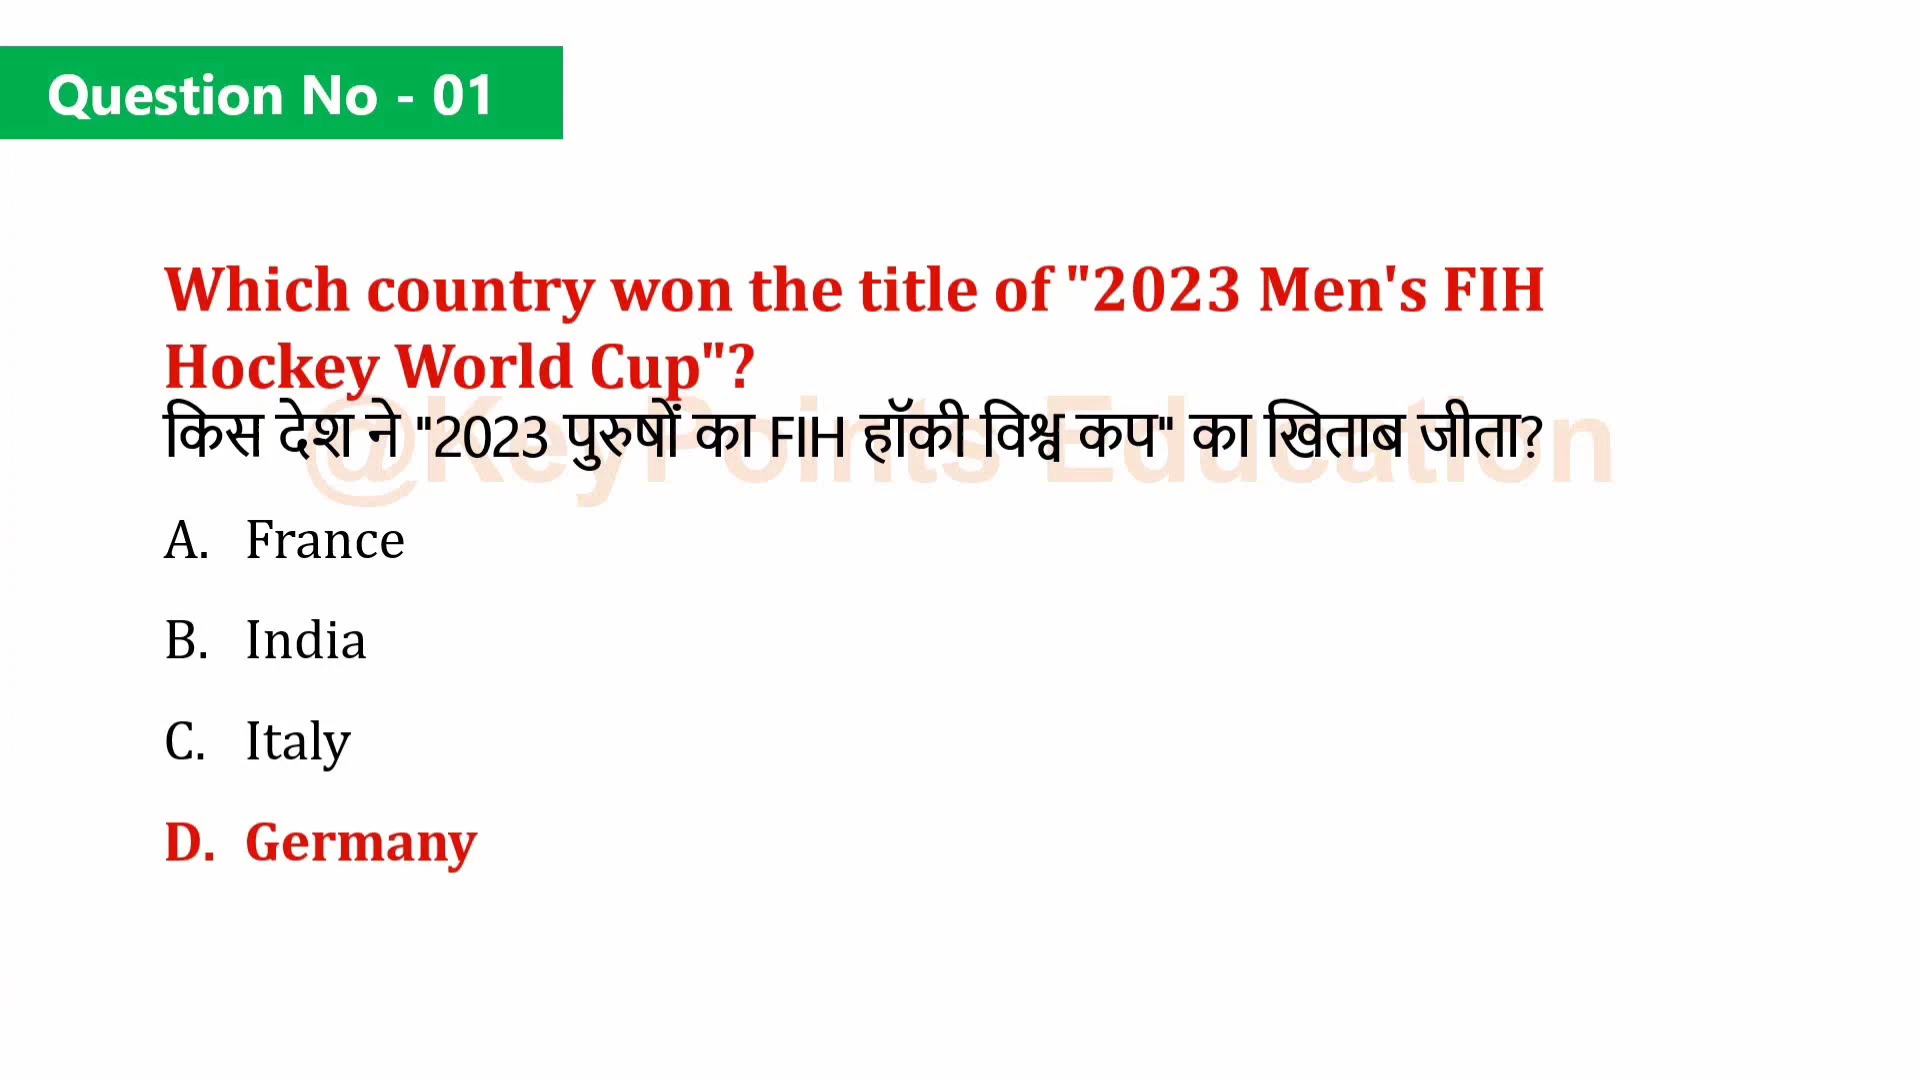 Question No - 01
Which country won the title of "2023 Men's FIH
Hockey World Cup"?
किस देश ने "2023 पुरुषों का FIH हॉकी विश्व कप" का खिताब जीता?
@KeyPoints Education
A. France
B. India
C. Italy
D. Germany